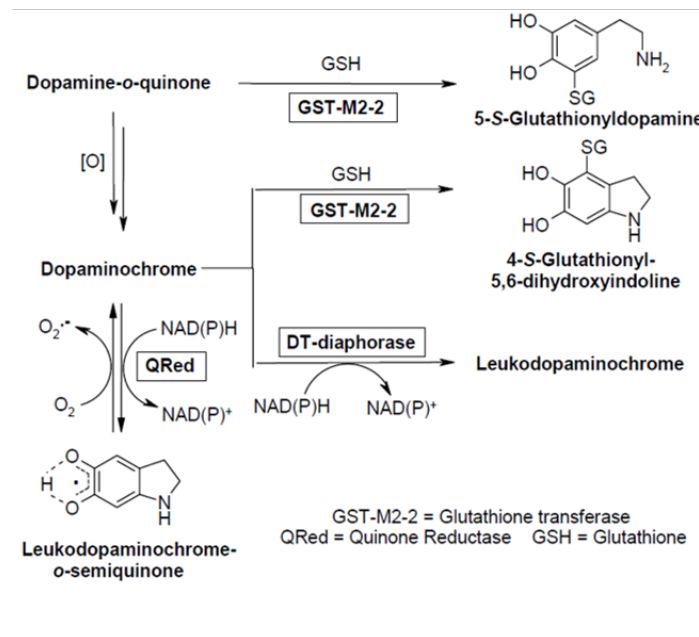 HO
HO
NH2
SG
5-S-Glutathionyldopamine
Dopamine-o-quinone
GSH
GST-M2-2
[O]
SG
HO
HO
N
H
4-S-Glutathionyl-
5,6-dihydroxyindoline
GSH
GST-M2-2
Dopaminochrome
O2•-
NAD(P)H
QRed
O2
NAD(P)+
DT-diaphorase
NAD(P)H
NAD(P)+
Leukodopaminochrome
O
H
O
N
H
Leukodopaminochrome-
o-semiquinone
GST-M2-2 = Glutathione transferase
QRed = Quinone Reductase GSH = Glutathione